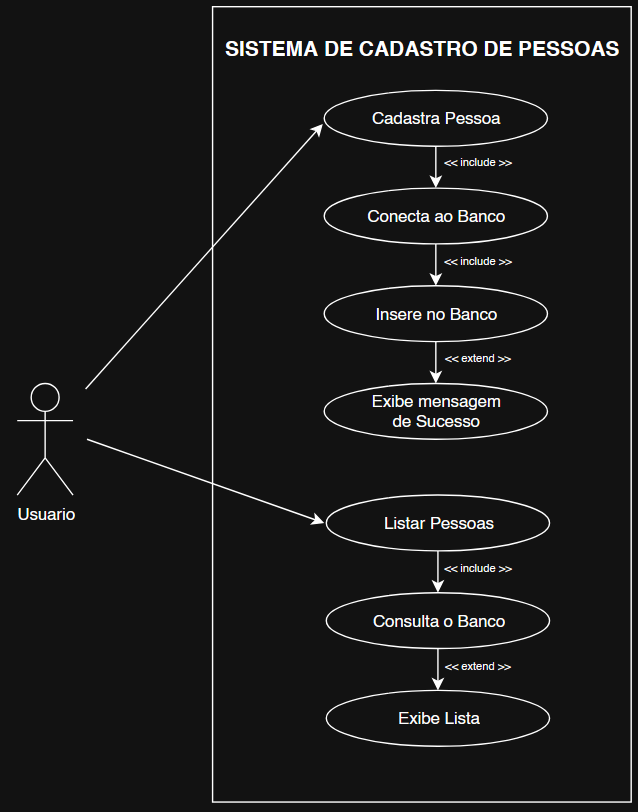 SISTEMA DE CADASTRO DE PESSOAS
Cadastra Pessoa
<< include >>
Conecta ao Banco
<< include >>
Insere no Banco
<< extend >>
Exibe mensagem
de Sucesso
Usuario
Listar Pessoas
<< include >>
Consulta o Banco
<< extend >>
Exibe Lista